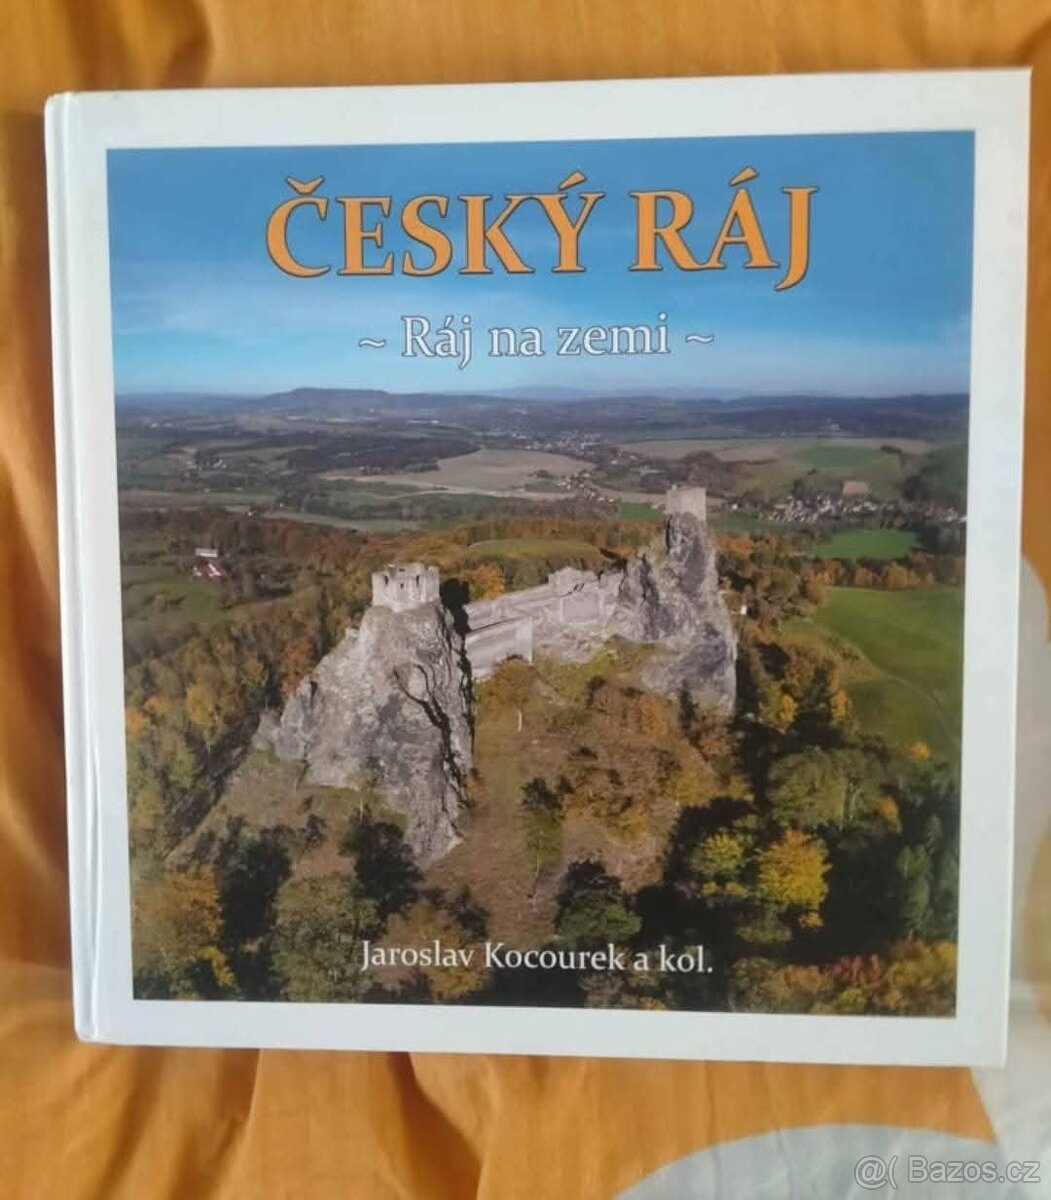 ČESKÝ RÁJ
~ Ráj na zemi ~
Jaroslav Kocourek a kol.
@( Bazos.cz